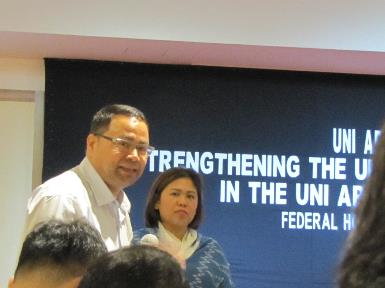 UNI AP
TRENGTHENING THE U
IN THE UNI AP
FEDERAL HO